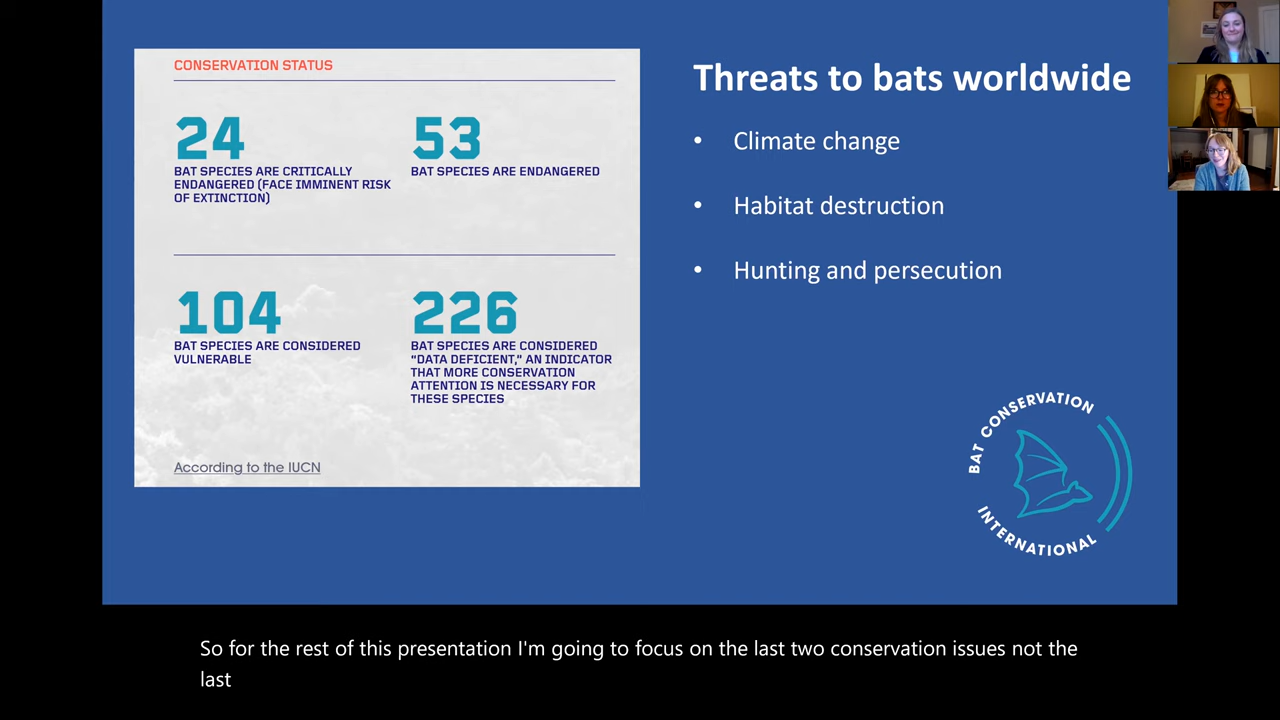 CONSERVATION STATUS
24
BAT SPECIES ARE CRITICALLY
ENDANGERED (FACE IMMINENT RISK
OF EXTINCTION)
53
BAT SPECIES ARE ENDANGERED
104
BAT SPECIES ARE CONSIDERED
VULNERABLE
226
BAT SPECIES ARE CONSIDERED
“DATA DEFICIENT,” AN INDICATOR
THAT MORE CONSERVATION
ATTENTION IS NECESSARY FOR
THESE SPECIES
According to the IUCN
Threats to bats worldwide
• Climate change
• Habitat destruction
• Hunting and persecution
BAT CONSERVATION
INTERNATIONAL
So for the rest of this presentation I'm going to focus on the last two conservation issues not the
last